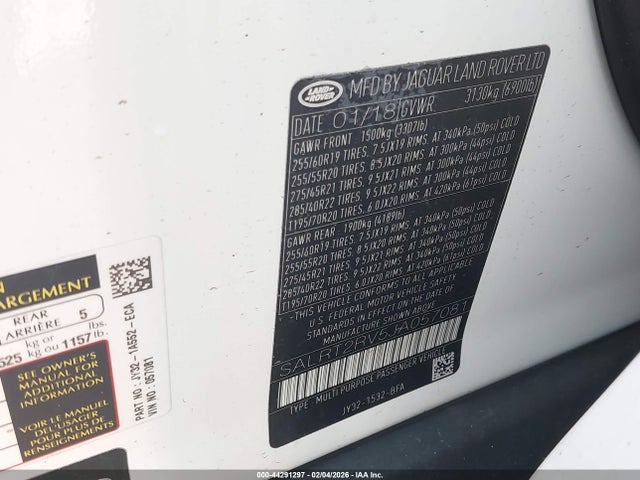 LAND ROVER
MFD BY JAGUAR LAND ROVER LTD
DATE 01/18 GVWR 3130kg (6900lb)
GAWR FRONT 1500kg (3307lb)
255/60R19 TIRES. 7.5JX19 RIMS. AT 340kPa (50psi) COLD
255/55R20 TIRES. 8.5JX20 RIMS. AT 300kPa (44psi) COLD
275/45R21 TIRES. 9.5JX21 RIMS. AT 300kPa (44psi) COLD
285/40R22 TIRES. 9.5JX22 RIMS. AT 300kPa (44psi) COLD
T195/70R20 TIRES. 6.0JX20 RIMS. AT 420kPa (61psi) COLD
GAWR REAR 1900kg (4189lb)
255/60R19 TIRES. 7.5JX19 RIMS. AT 340kPa (50psi) COLD
255/55R20 TIRES. 8.5JX20 RIMS. AT 340kPa (50psi) COLD
275/45R21 TIRES. 9.5JX21 RIMS. AT 340kPa (50psi) COLD
285/40R22 TIRES. 9.5JX22 RIMS. AT 340kPa (50psi) COLD
T195/70R20 TIRES. 6.0JX20 RIMS. AT 420kPa (61psi) COLD
*THIS VEHICLE CONFORMS TO ALL APPLICABLE
U.S. FEDERAL MOTOR VEHICLE SAFETY
STANDARDS IN EFFECT ON THE DATE OF
MANUFACTURE SHOWN ABOVE.*
TYPE: MULTI PURPOSE PASSENGER VEHICLE
JY32-1532-BFA
ARGEMENT
REAR
ARRIÈRE 5
525 kg or lbs.
kg ou 1157 lb.
SEE OWNER'S
MANUAL FOR
ADDITIONAL
INFORMATION
VOIR LE MANUEL
DE L'USAGER
POUR PLUS DE
RENSEIGNEMENTS
PART NO: JY32-1A552-ECA
VIN NO: 057081
000-44291297 - 02/04/2026 - IAAI.COM